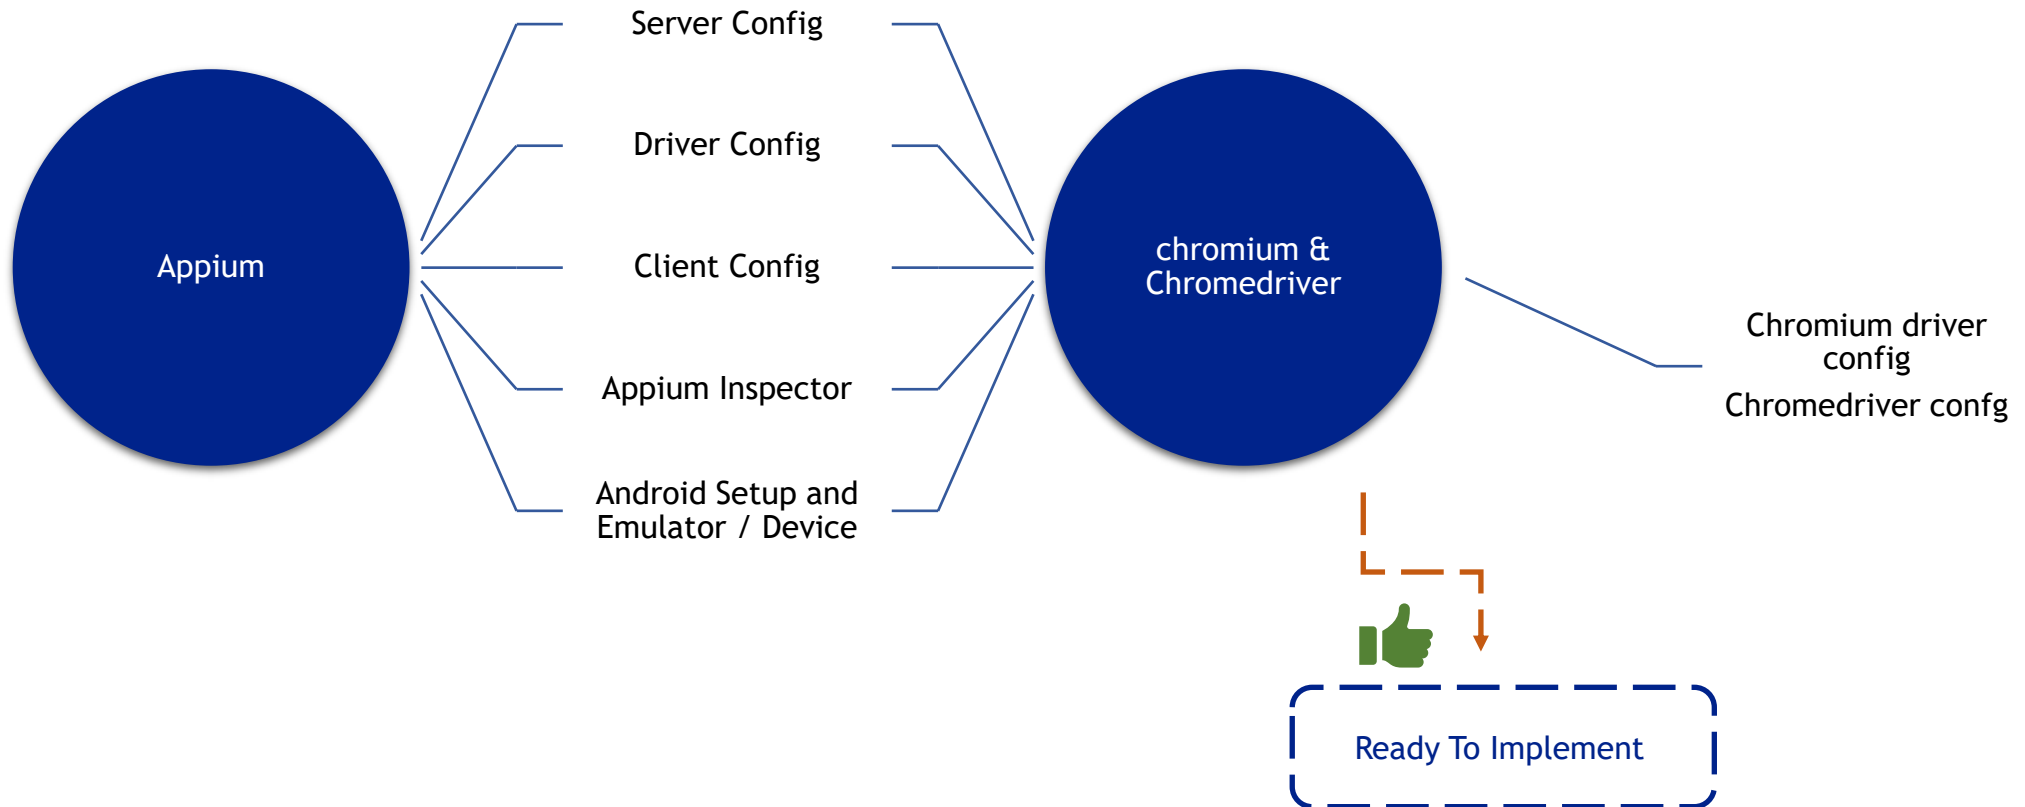 Appium
Server Config
Driver Config
Client Config
Appium Inspector
Android Setup and
Emulator / Device
chromium &
Chromedriver
Chromium driver
config
Chromedriver confg
Ready To Implement